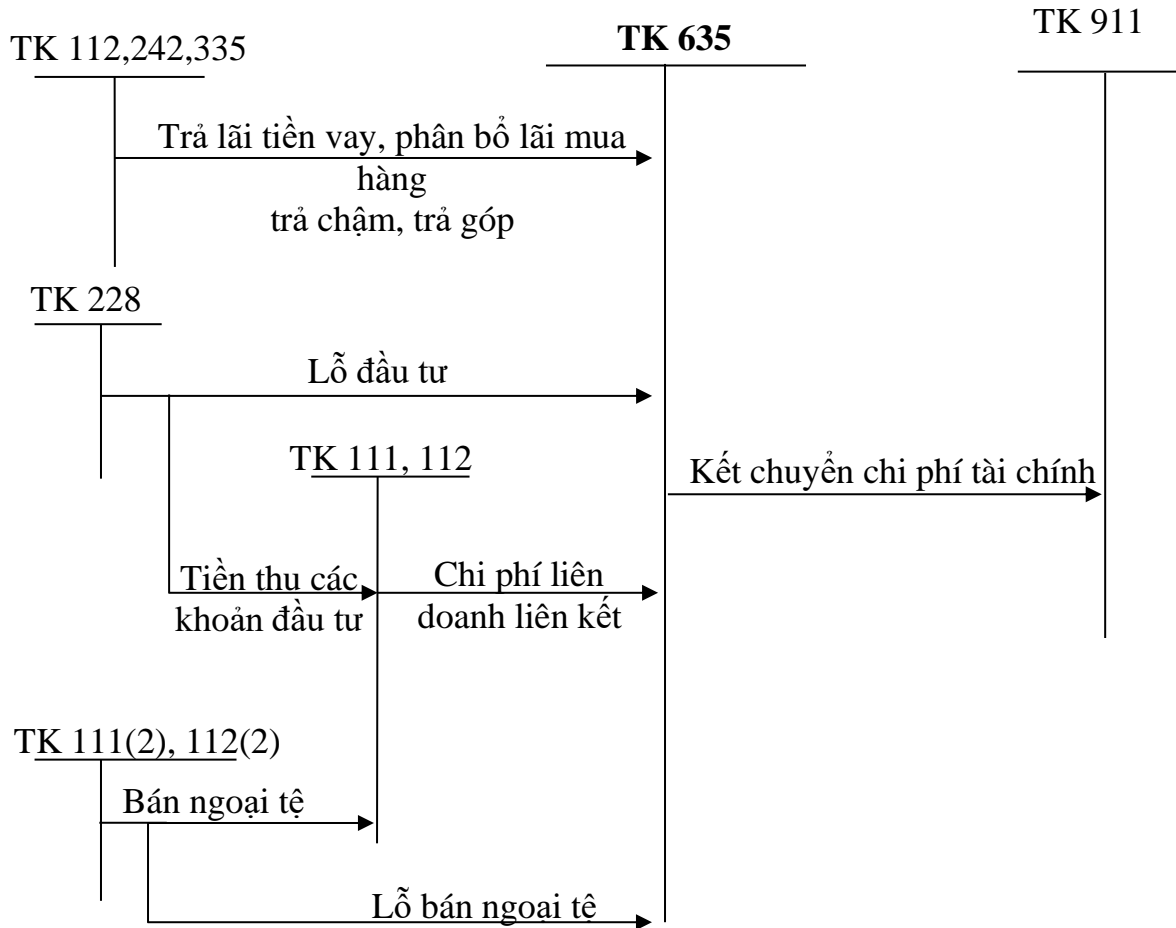 TK 112,242,335
TK 635
TK 911
Trả lãi tiền vay, phân bổ lãi mua
hàng
trả chậm, trả góp
TK 228
Lỗ đầu tư
TK 111, 112
Kết chuyển chi phí tài chính
Tiền thu các
khoản đầu tư
Chi phí liên
doanh liên kết
TK 111(2), 112(2)
Bán ngoại tệ
Lỗ bán ngoại tệ